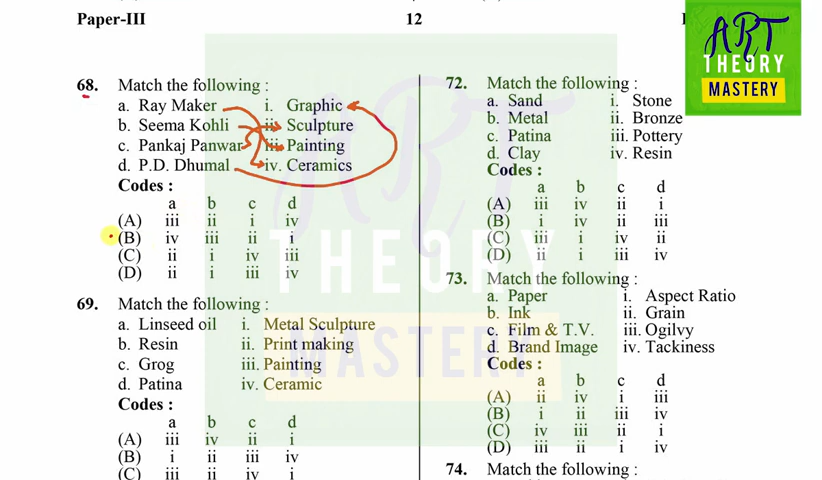 Paper-III
12
ART
THEORY
MASTERY
68. Match the following :
a. Ray Maker i. Graphic
b. Seema Kohli ii. Sculpture
c. Pankaj Panwar iii. Painting
d. P.D. Dhumal iv. Ceramics
Codes :
a b c d
(A) iii ii i iv
(B) iv iii ii i
(C) ii i iv iii
(D) ii i iii iv
69. Match the following :
a. Linseed oil i. Metal Sculpture
b. Resin ii. Print making
c. Grog iii. Painting
d. Patina iv. Ceramic
Codes :
a b c d
(A) iii iv ii i
(B) i ii iii iv
(C) iii ii iv i
72. Match the following :
a. Sand i. Stone
b. Metal ii. Bronze
c. Patina iii. Pottery
d. Clay iv. Resin
Codes :
a b c d
(A) iii iv ii i
(B) i iv ii iii
(C) iii i iv ii
(D) ii i iii iv
73. Match the following :
a. Paper i. Aspect Ratio
b. Ink ii. Grain
c. Film & T.V. iii. Ogilvy
d. Brand Image iv. Tackiness
Codes :
a b c d
(A) ii iv i iii
(B) i ii iii iv
(C) iv iii ii i
(D) iii ii i iv
74. Match the following :
ART
THEORY
MASTERY